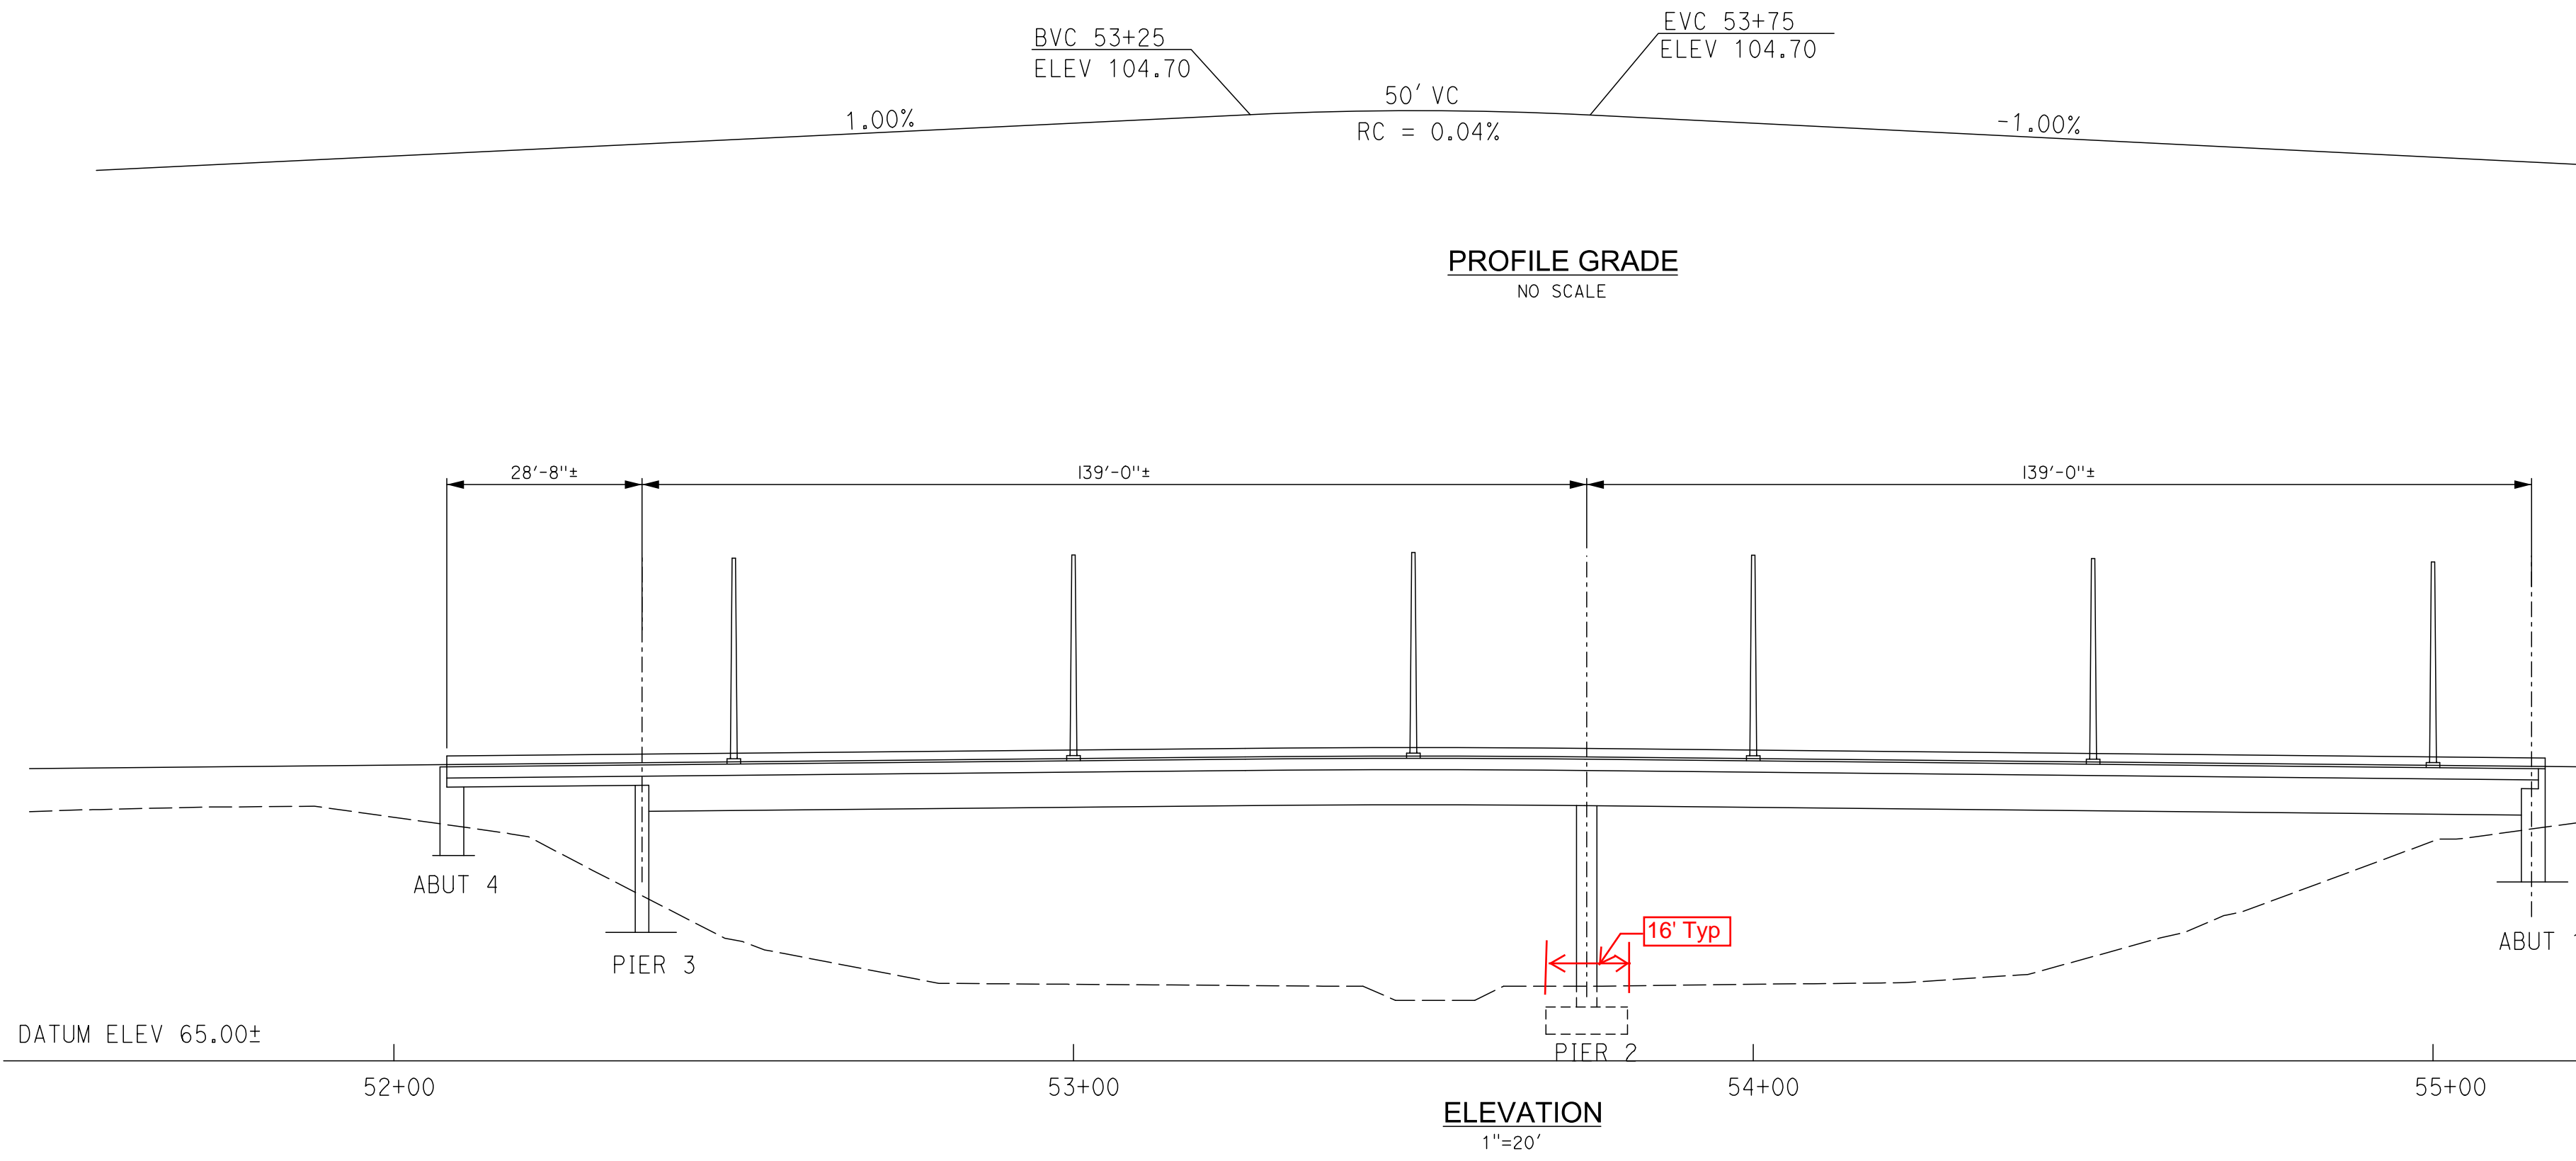 BVC 53+25
ELEV 104.70
EVC 53+75
ELEV 104.70
1.00%
50' VC
RC = 0.04%
-1.00%
PROFILE GRADE
NO SCALE
28'-8"±
139'-0"±
139'-0"±
16' Typ
ABUT 4
PIER 3
ABUT
DATUM ELEV 65.00±
PIER 2
52+00
53+00
54+00
55+00
ELEVATION
1"=20'